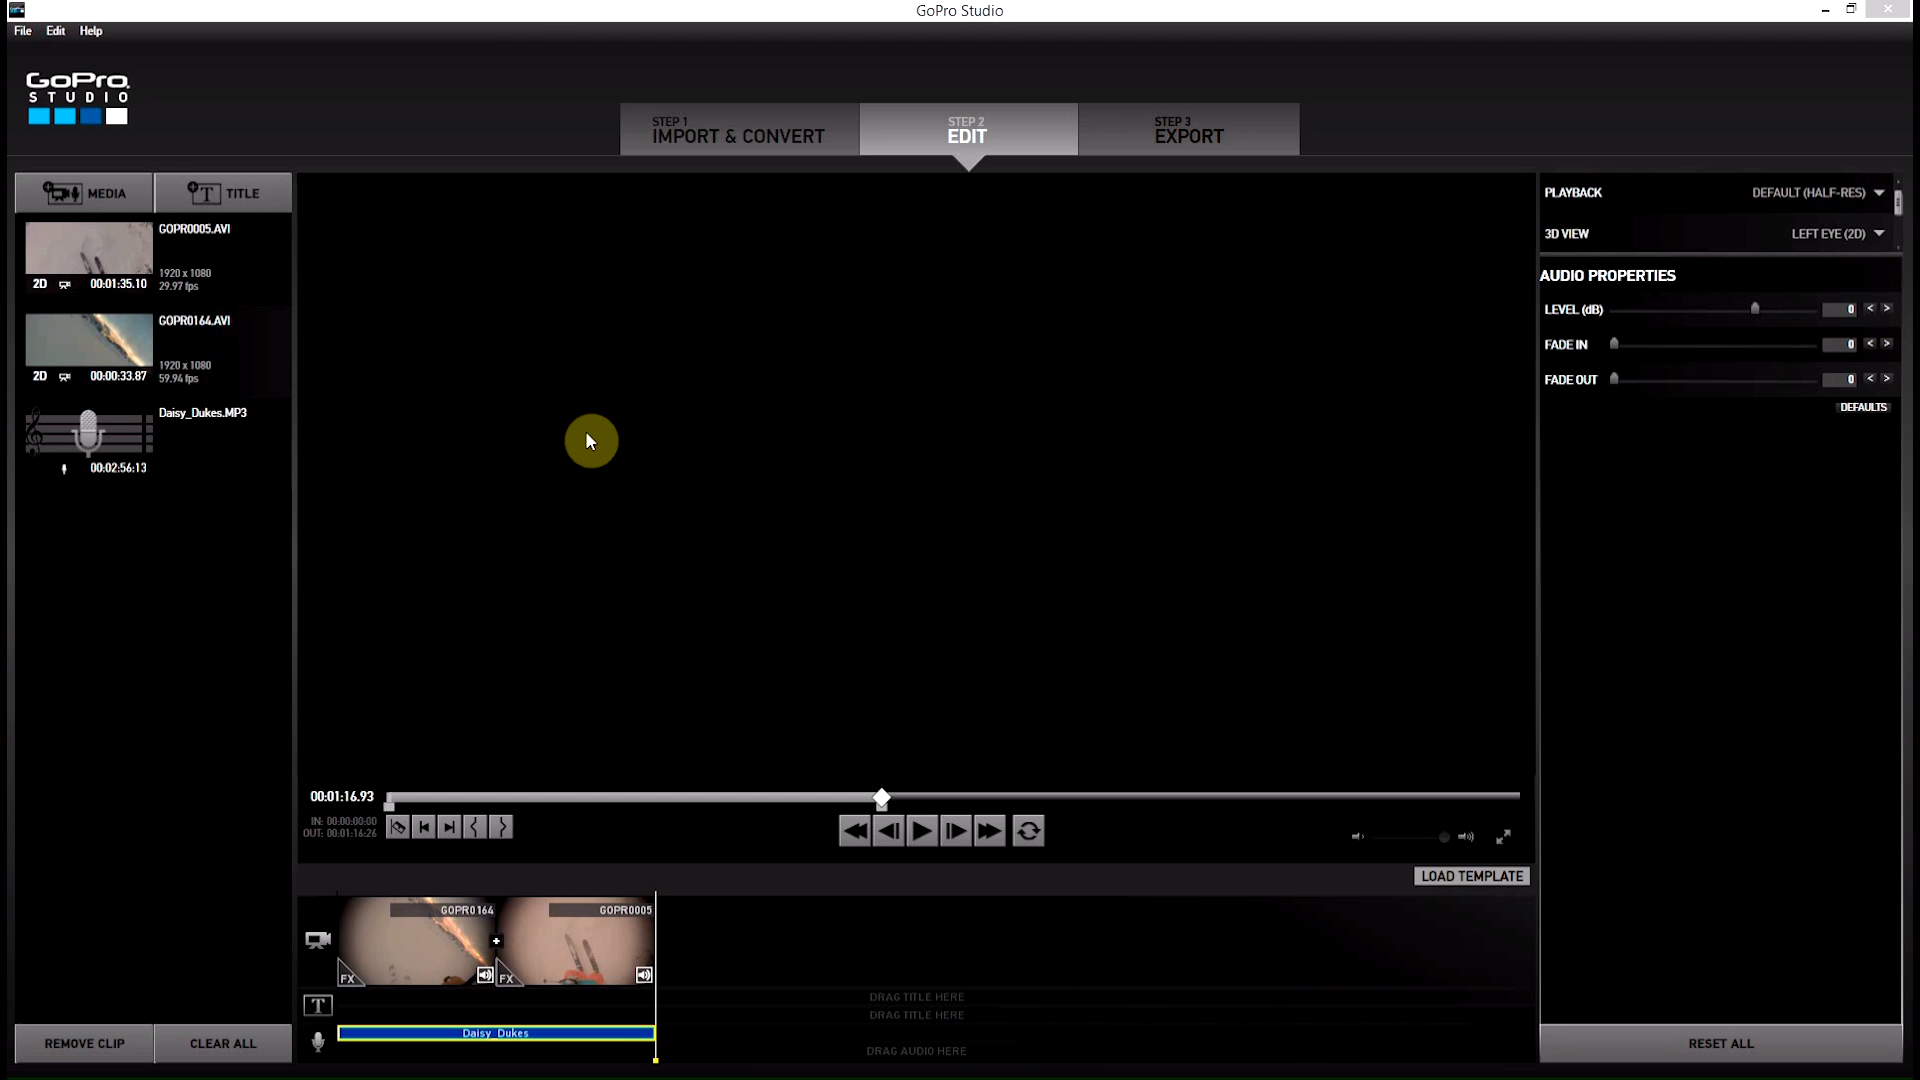 GoPro Studio
File Edit Help
GoPro
STUDIO
STEP 1
IMPORT & CONVERT
STEP 2
EDIT
STEP 3
EXPORT
MEDIA
T TITLE
GOPR0005.AVI
1920 x 1080
2D 00:01:35.10 29.97 fps
GOPR0164.AVI
1920 x 1080
2D 00:00:33.87 59.94 fps
Daisy_Dukes.MP3
00:02:56:13
PLAYBACK DEFAULT (HALF-RES)
3D VIEW LEFT EYE (2D)
AUDIO PROPERTIES
LEVEL (dB) 0 < >
FADE IN 0 < >
FADE OUT 0 < >
DEFAULTS
00:01:16.93
IN: 00:00:00:00
OUT: 00:01:16:26
LOAD TEMPLATE
GOPR0164 GOPR0005
FX FX
T
DRAG TITLE HERE
DRAG TITLE HERE
Daisy_Dukes
DRAG AUDIO HERE
REMOVE CLIP CLEAR ALL RESET ALL